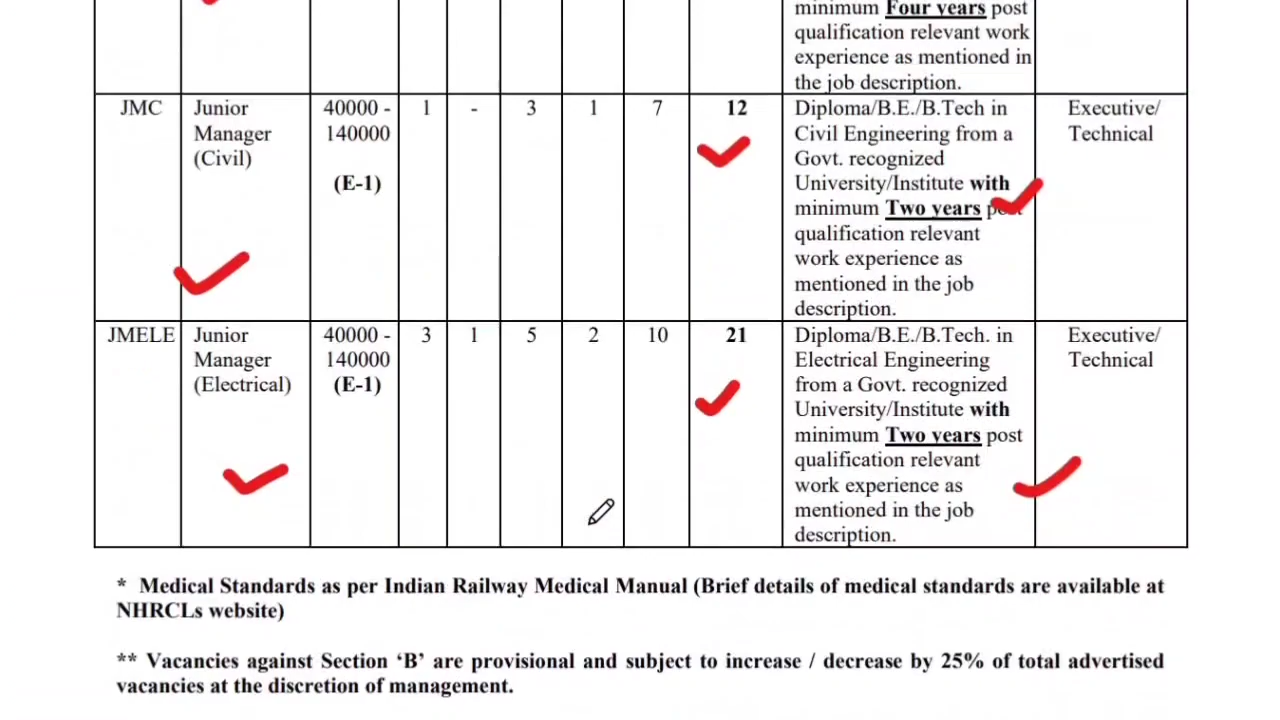 minimum Four years post
qualification relevant work
experience as mentioned in
the job description.
JMC Junior Manager (Civil) 40000 - 140000 (E-1) 1 - 3 1 7 12 Diploma/B.E./B.Tech in Executive/ Technical
Civil Engineering from a
Govt. recognized
University/Institute with
minimum Two years post
qualification relevant
work experience as
mentioned in the job
description.
JMELE Junior Manager (Electrical) 40000 - 140000 (E-1) 3 1 5 2 10 21 Diploma/B.E./B.Tech. in Executive/ Technical
Electrical Engineering
from a Govt. recognized
University/Institute with
minimum Two years post
qualification relevant
work experience as
mentioned in the job
description.
* Medical Standards as per Indian Railway Medical Manual (Brief details of medical standards are available at
NHRCLs website)
** Vacancies against Section ‘B’ are provisional and subject to increase / decrease by 25% of total advertised
vacancies at the discretion of management.